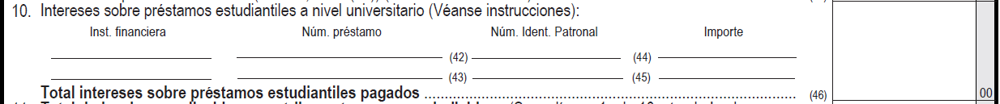 10. Intereses sobre préstamos estudiantiles a nivel universitario (Véanse instrucciones):
Inst. financiera Núm. préstamo Núm. Ident. Patronal Importe
(42) (44)
(43) (45)
Total intereses sobre préstamos estudiantiles pagados (46) 00